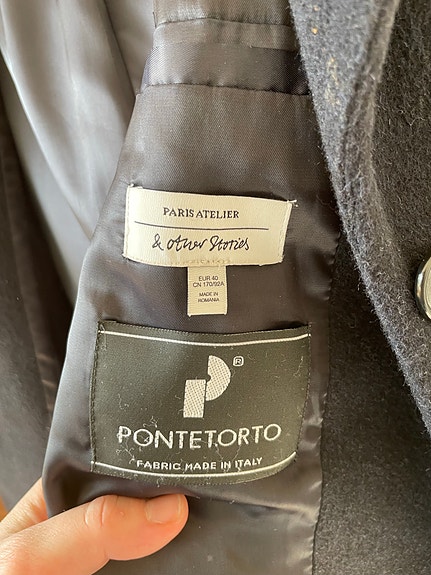 PARIS ATELIER
& other Stories
EUR 40
CN 170/92A
MADE IN
ROMANIA
®
PONTETORTO
FABRIC MADE IN ITALY